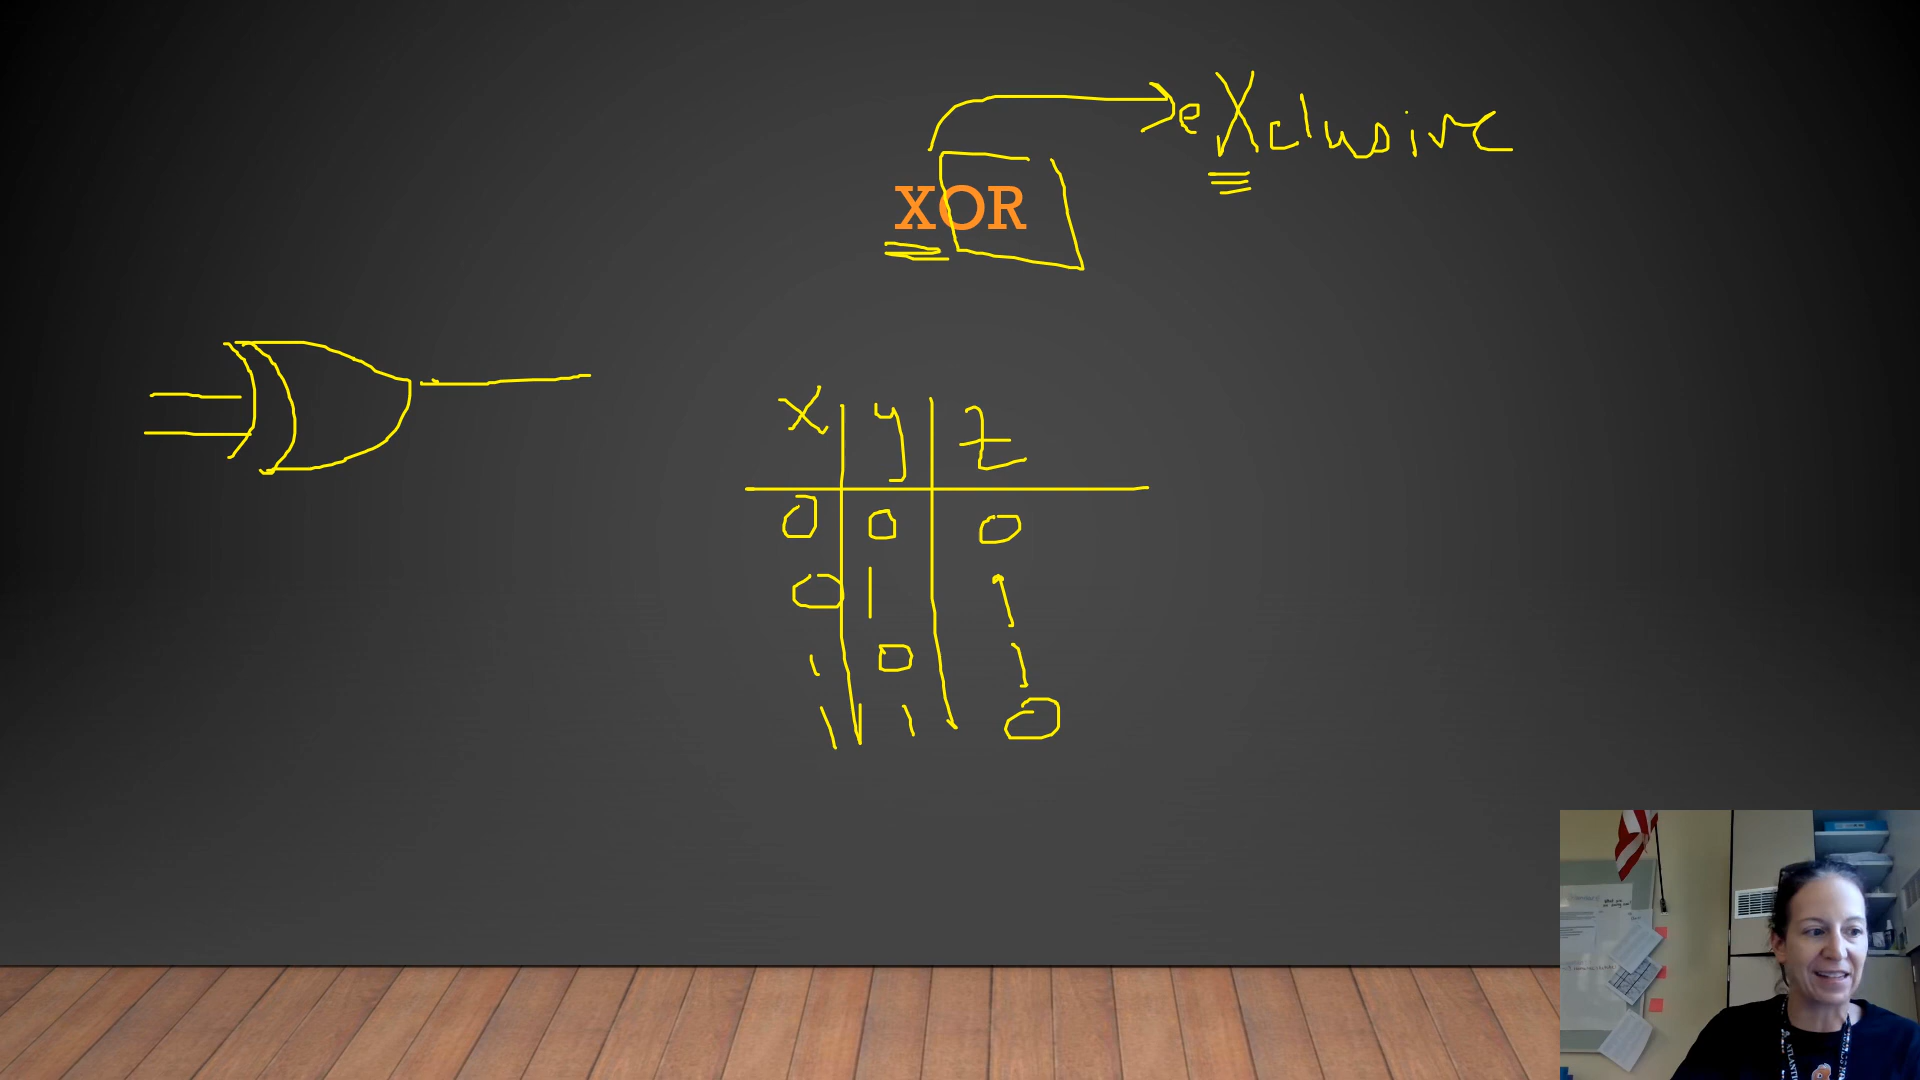 eXclusive
XOR
x y z
0 0 0
0 1 1
1 0 1
1 1 0